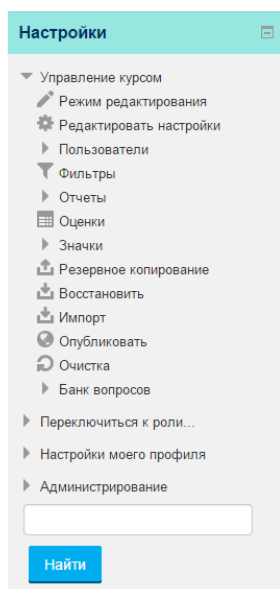 Настройки
Управление курсом
Режим редактирования
Редактировать настройки
Пользователи
Фильтры
Отчеты
Оценки
Значки
Резервное копирование
Восстановить
Импорт
Опубликовать
Очистка
Банк вопросов
Переключиться к роли...
Настройки моего профиля
Администрирование
Найти